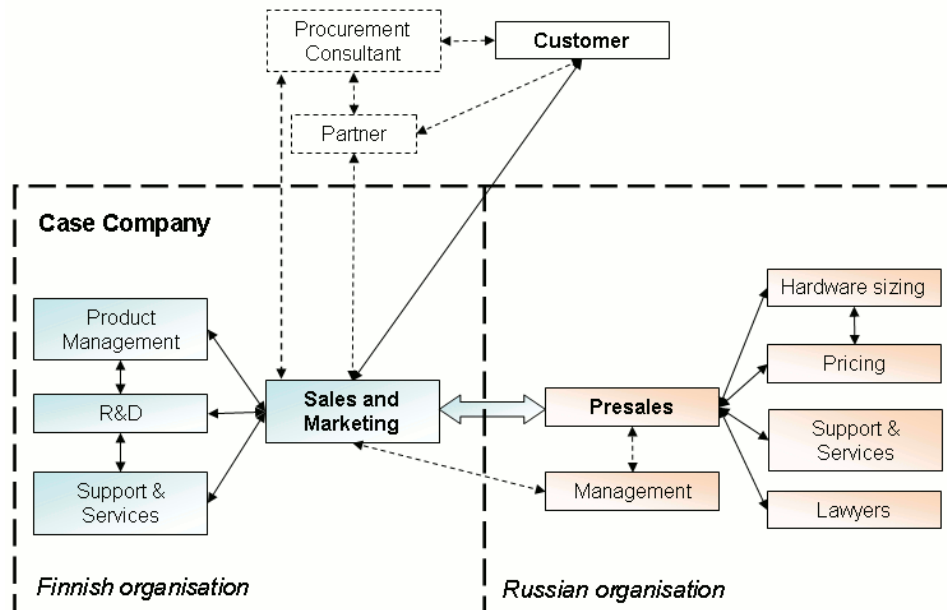 Procurement
Consultant
Customer
Partner
Case Company
Product
Management
R&D
Support &
Services
Sales and
Marketing
Presales
Management
Hardware sizing
Pricing
Support &
Services
Lawyers
Finnish organisation
Russian organisation